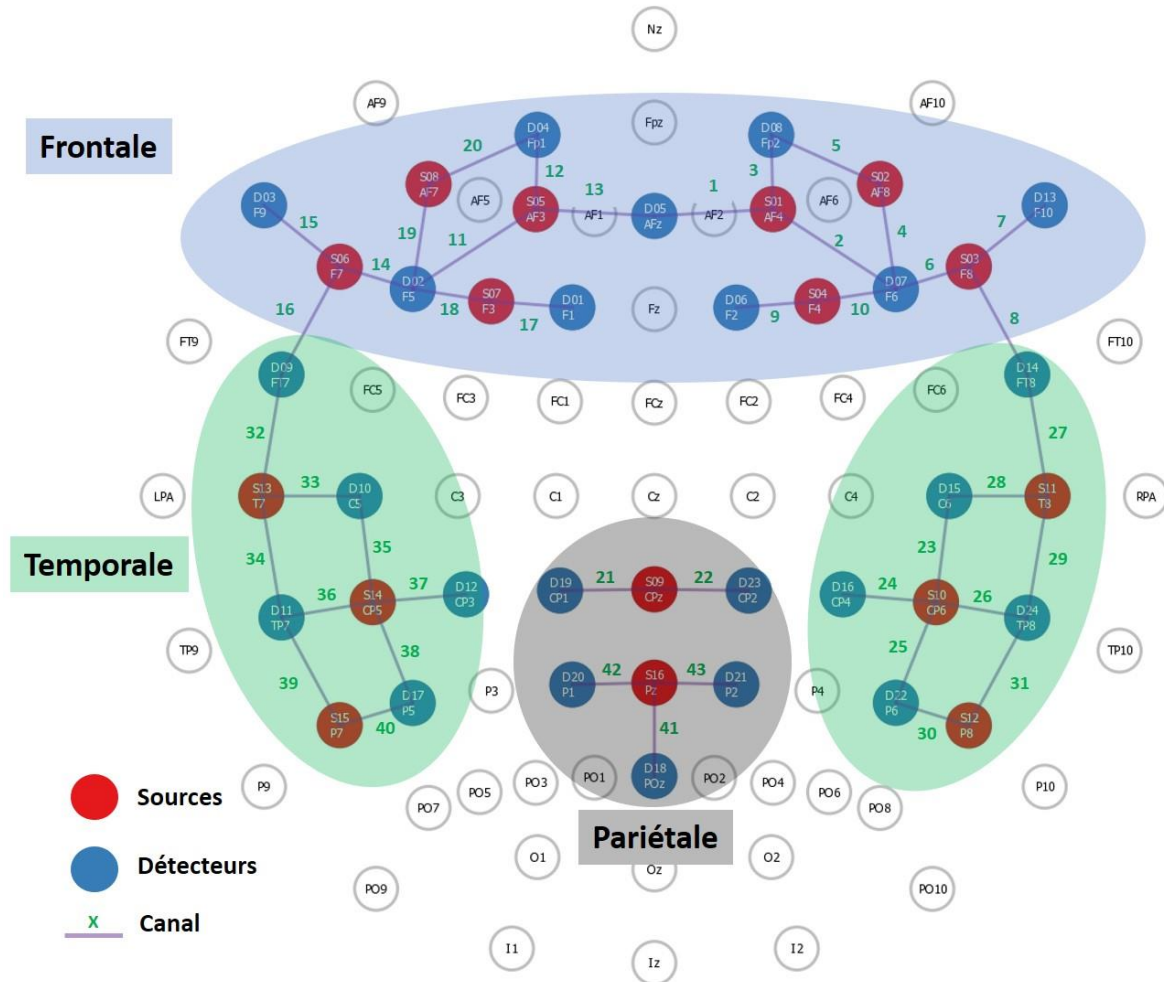 Nz
AF9
AF10
Frontale
Fpz
D04
Fp1
D08
Fp2
20
12
3
5
S08
AF7
S02
AF8
AF5
AF6
D03
F9
S05
AF3
13
AF1
D05
AFz
1
AF2
S01
AF4
D13
F10
15
19
11
2
4
7
S06
F7
14
D02
F5
18
S07
F3
17
D01
F1
Fz
D06
F2
9
S04
F4
10
D07
F6
6
S03
F8
16
8
FT9
FT10
D09
FT7
FC5
FC3
FC1
FCz
FC2
FC4
FC6
D14
FT8
32
27
LPA
S13
T7
33
D10
C5
C3
C1
Cz
C2
C4
D15
C6
28
S11
T8
RPA
Temporale
34
35
23
29
D11
TP7
36
S14
CP5
37
D12
CP3
D19
CP1
21
S09
CPz
22
D23
CP2
D16
CP4
24
S10
CP6
26
D24
TP8
TP9
38
25
TP10
39
31
P3
D20
P1
42
S16
Pz
43
D21
P2
P4
S15
P7
40
D17
P5
D22
P6
30
S12
P8
41
P9
PO7
PO5
PO3
PO1
D18
POz
PO2
PO4
PO6
PO8
P10
Sources
Pariétale
Détecteurs
O1
Oz
O2
PO9
PO10
X
Canal
I1
Iz
I2